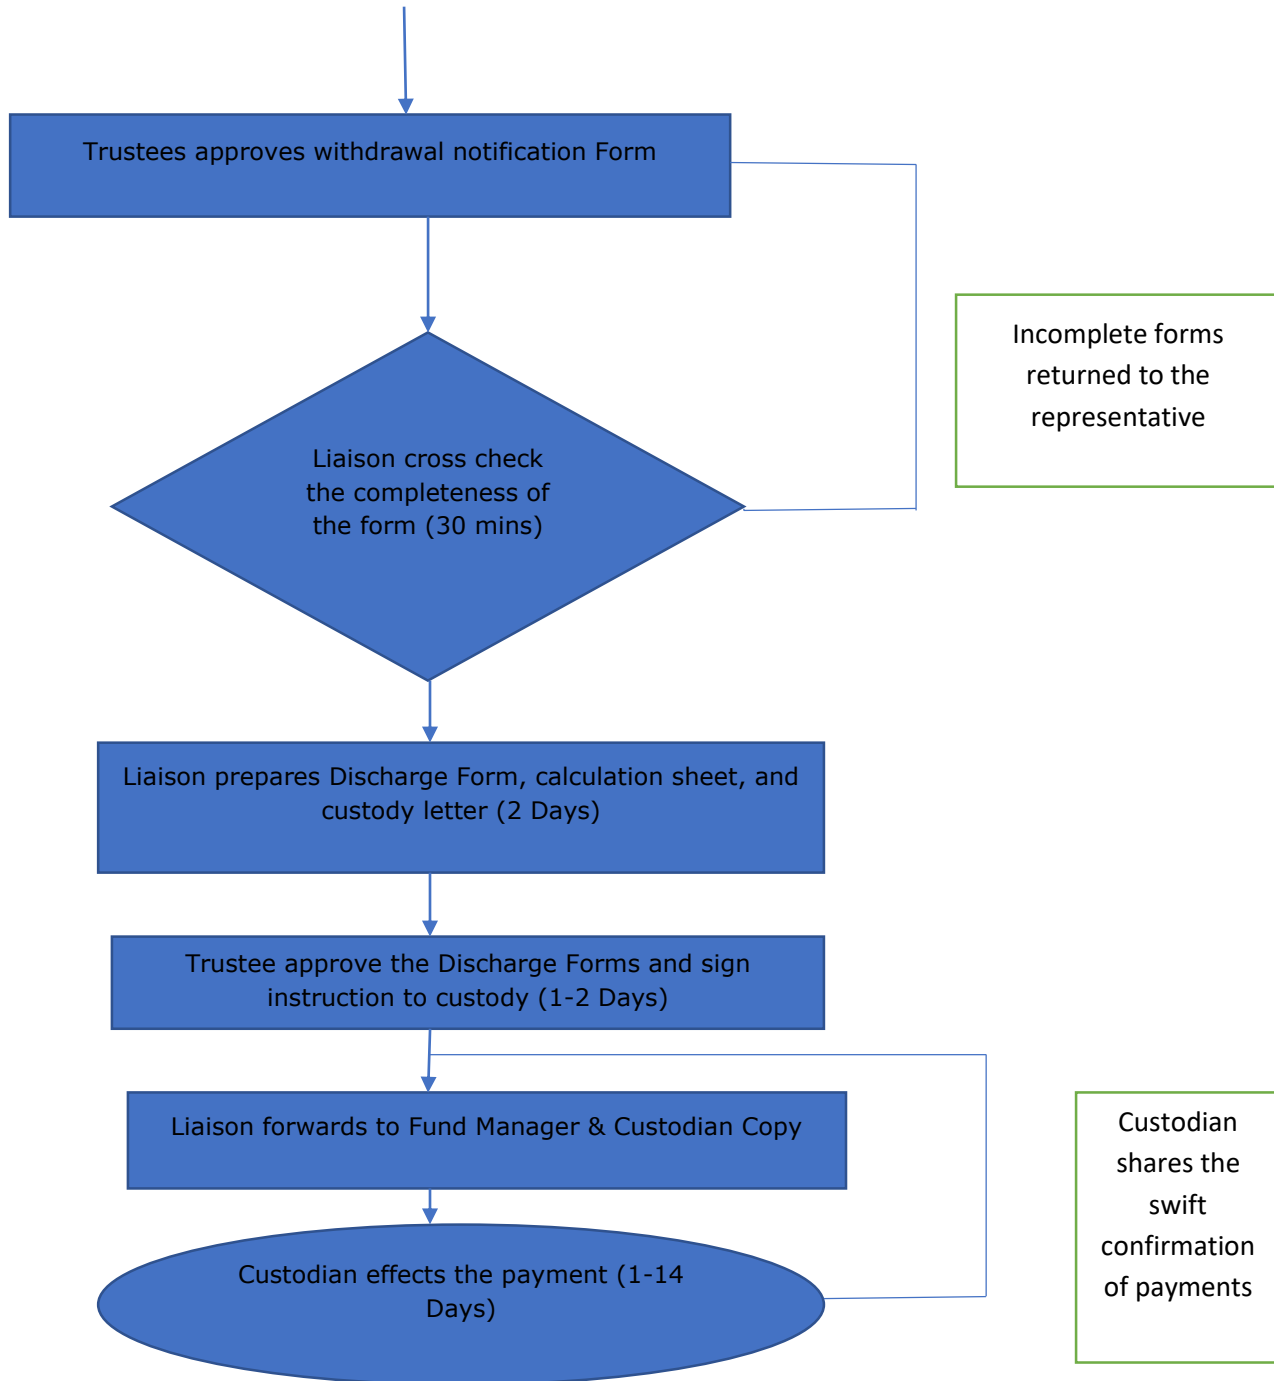 Trustees approves withdrawal notification Form
Incomplete forms
returned to the
representative
Liaison cross check
the completeness of
the form (30 mins)
Liaison prepares Discharge Form, calculation sheet, and
custody letter (2 Days)
Trustee approve the Discharge Forms and sign
instruction to custody (1-2 Days)
Liaison forwards to Fund Manager & Custodian Copy
Custodian
shares the
swift
confirmation
of payments
Custodian effects the payment (1-14
Days)